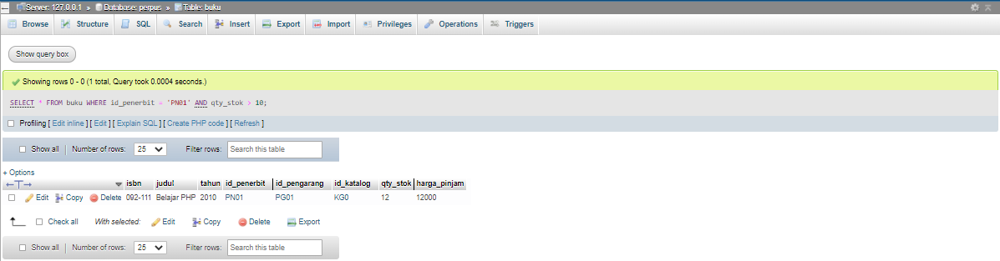 Server: 127.0.0.1 » Database: perpus » Table: buku
Browse Structure SQL Search Insert Export Import Privileges Operations Triggers
Show query box
Showing rows 0 - 0 (1 total, Query took 0.0004 seconds.)
SELECT * FROM buku WHERE id_penerbit = 'PN01' AND qty_stok > 10;
Profiling [ Edit inline ] [ Edit ] [ Explain SQL ] [ Create PHP code ] [ Refresh ]
Show all | Number of rows: 25 Filter rows: Search this table
+ Options
←T→ isbn judul tahun id_penerbit id_pengarang id_katalog qty_stok harga_pinjam
Edit Copy Delete 092-111 Belajar PHP 2010 PN01 PG01 KG0 12 12000
Check all With selected: Edit Copy Delete Export
Show all | Number of rows: 25 Filter rows: Search this table